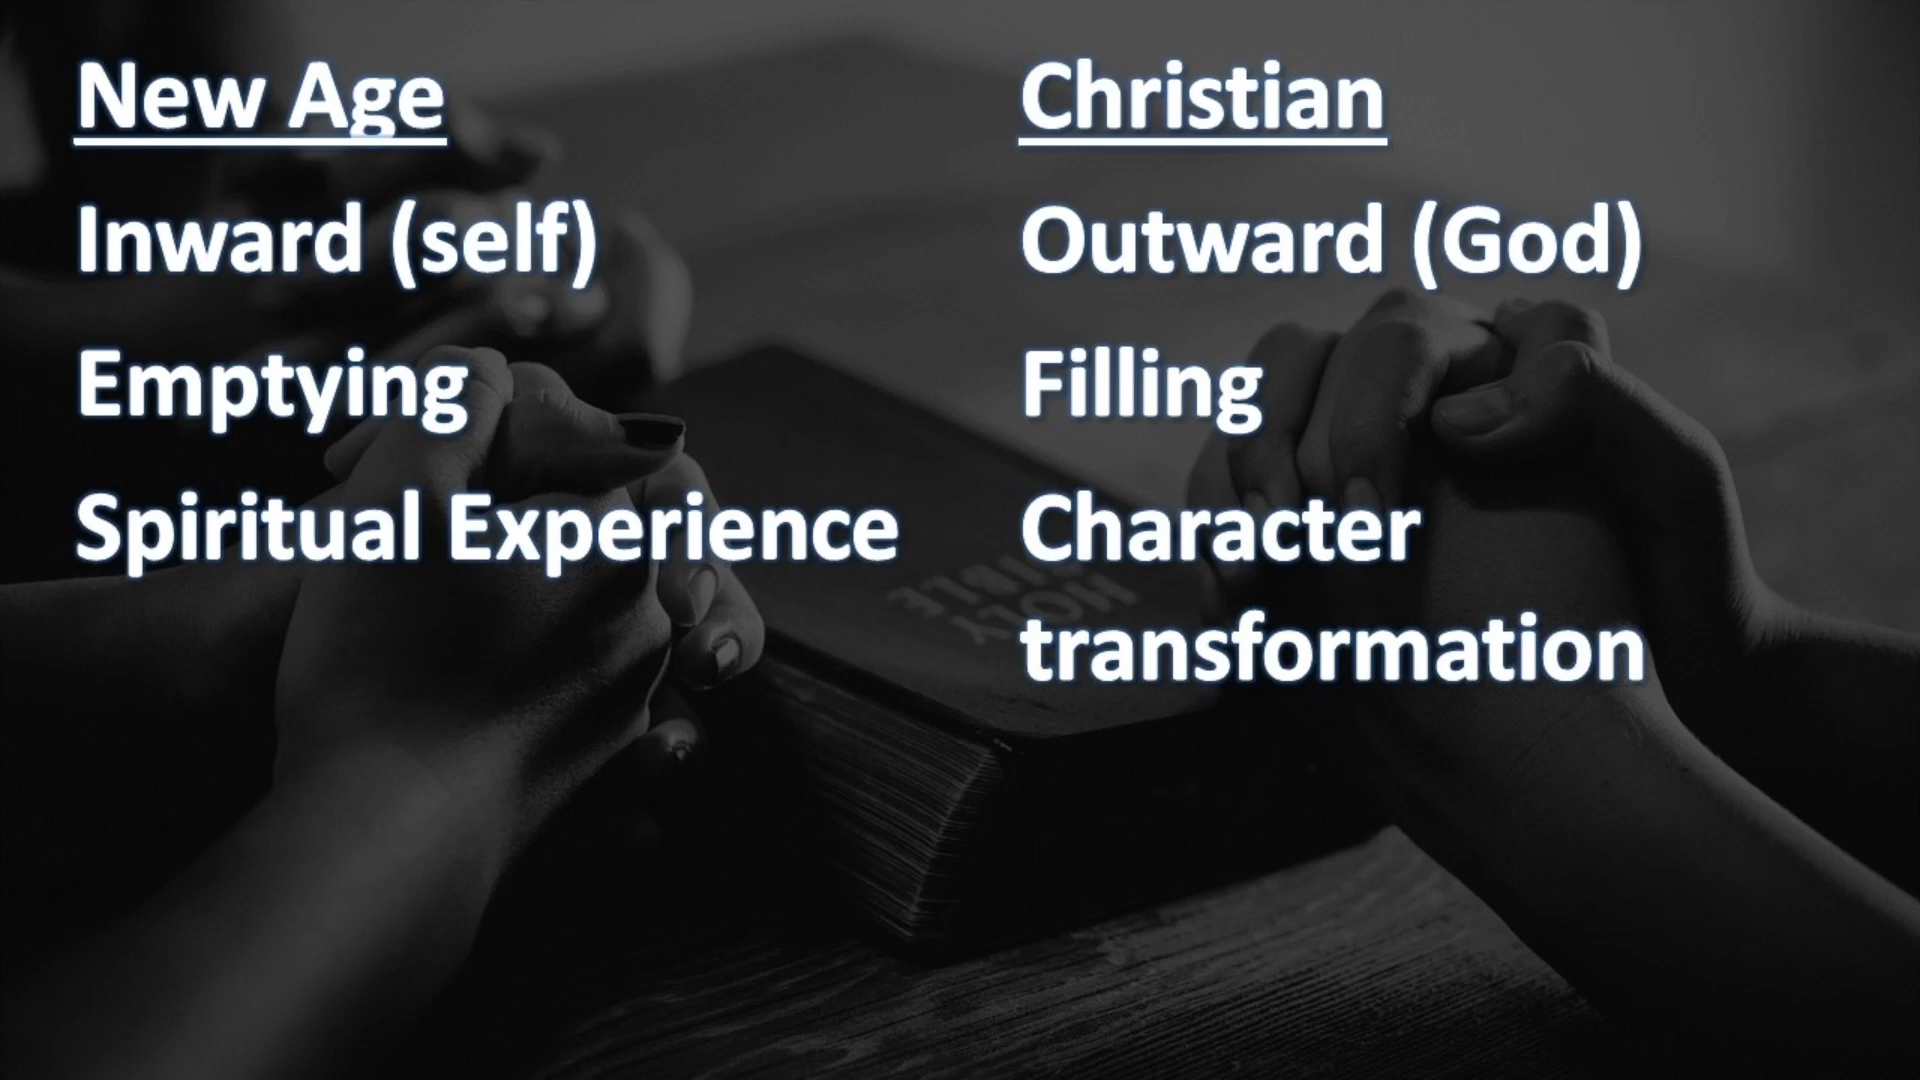 New Age
Inward (self)
Emptying
Spiritual Experience
Christian
Outward (God)
Filling
Character
transformation
HOLY
BIBLE